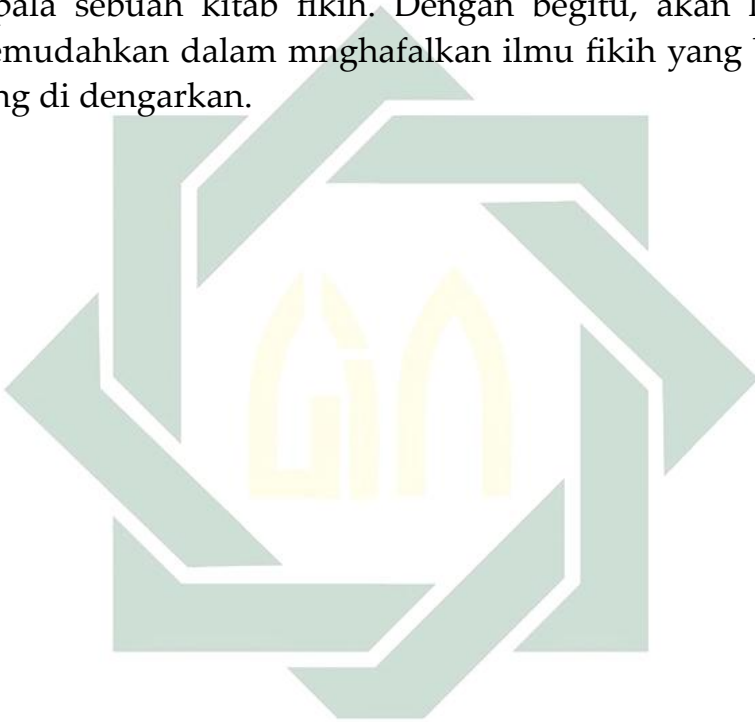 pala sebuah kitab fikih. Dengan begitu, akan
emudahkan dalam mnghafalkan ilmu fikih yang
ng di dengarkan.